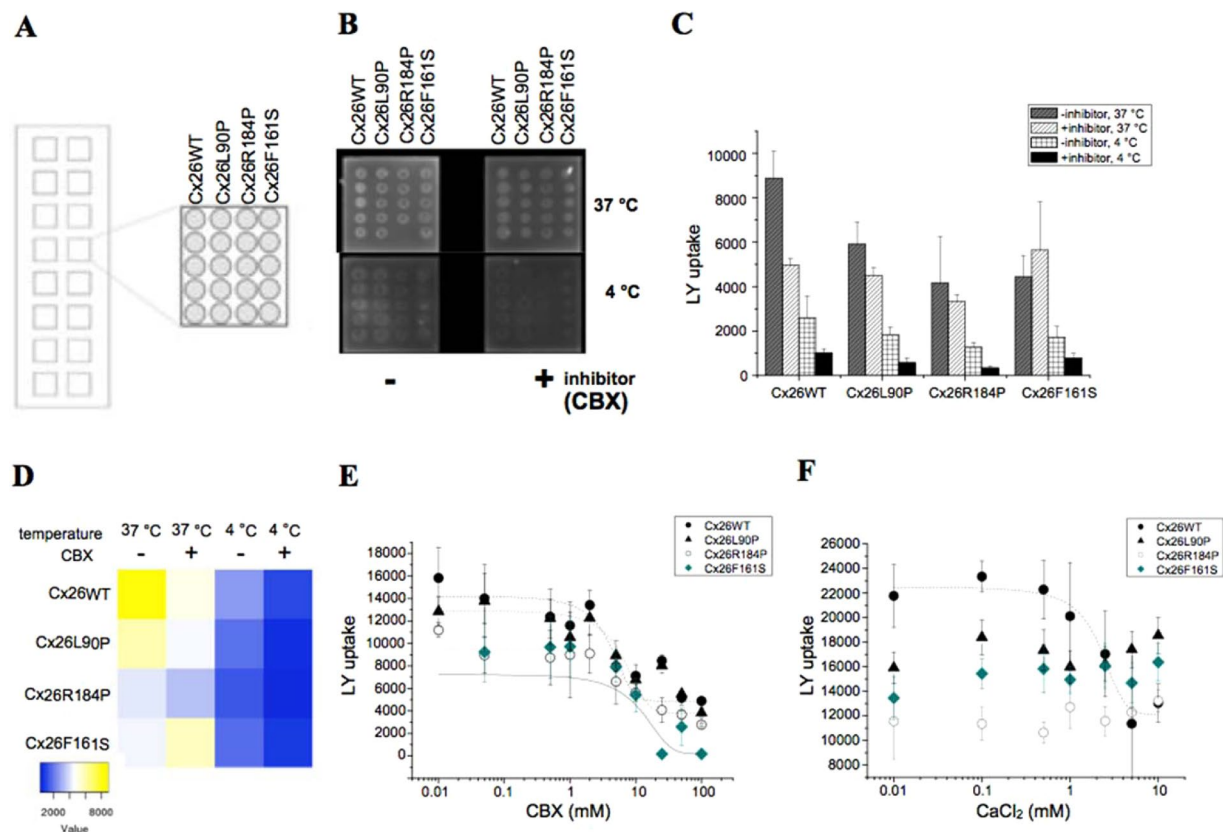 A
Cx26WT
Cx26L90P
Cx26R184P
Cx26F161S
B
Cx26WT
Cx26L90P
Cx26R184P
Cx26F161S
Cx26WT
Cx26L90P
Cx26R184P
Cx26F161S
37 °C
4 °C
-
+ inhibitor
(CBX)
C
-inhibitor, 37 °C
+inhibitor, 37 °C
-inhibitor, 4 °C
+inhibitor, 4 °C
LY uptake
10000
8000
6000
4000
2000
0
Cx26WT
Cx26L90P
Cx26R184P
Cx26F161S
D
temperature 37 °C 37 °C 4 °C 4 °C
CBX - + - +
Cx26WT
Cx26L90P
Cx26R184P
Cx26F161S
2000 8000
Value
E
Cx26WT
Cx26L90P
Cx26R184P
Cx26F161S
LY uptake
18000
16000
14000
12000
10000
8000
6000
4000
2000
0
0.01 0.1 1 10 100
CBX (mM)
F
Cx26WT
Cx26L90P
Cx26R184P
Cx26F161S
LY uptake
26000
24000
22000
20000
18000
16000
14000
12000
10000
8000
0.01 0.1 1 10
CaCl₂ (mM)